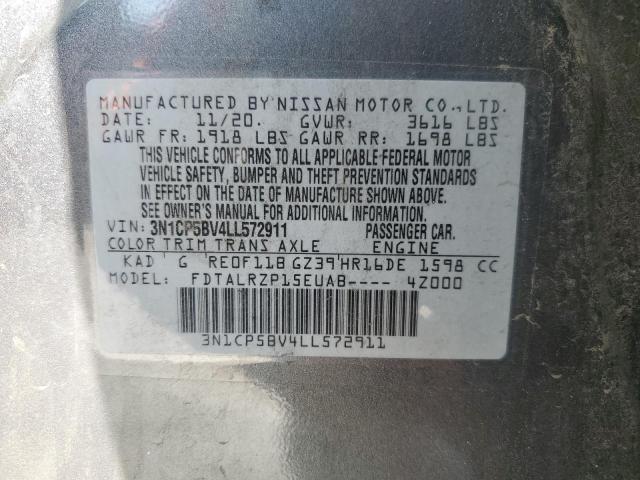 MANUFACTURED BY NISSAN MOTOR CO.,LTD.
DATE: 11/20. GVWR: 3616 LBS
GAWR FR: 1918 LBS GAWR RR: 1698 LBS
THIS VEHICLE CONFORMS TO ALL APPLICABLE FEDERAL MOTOR
VEHICLE SAFETY, BUMPER AND THEFT PREVENTION STANDARDS
IN EFFECT ON THE DATE OF MANUFACTURE SHOWN ABOVE.
SEE OWNER'S MANUAL FOR ADDITIONAL INFORMATION.
VIN: 3N1CP5BV4LL572911 PASSENGER CAR.
COLOR TRIM TRANS AXLE ENGINE
KAD G RE0F11B GZ39 HR16DE 1598 CC
MODEL: FDTALRZP15EUAB---- 4Z000
3N1CP5BV4LL572911